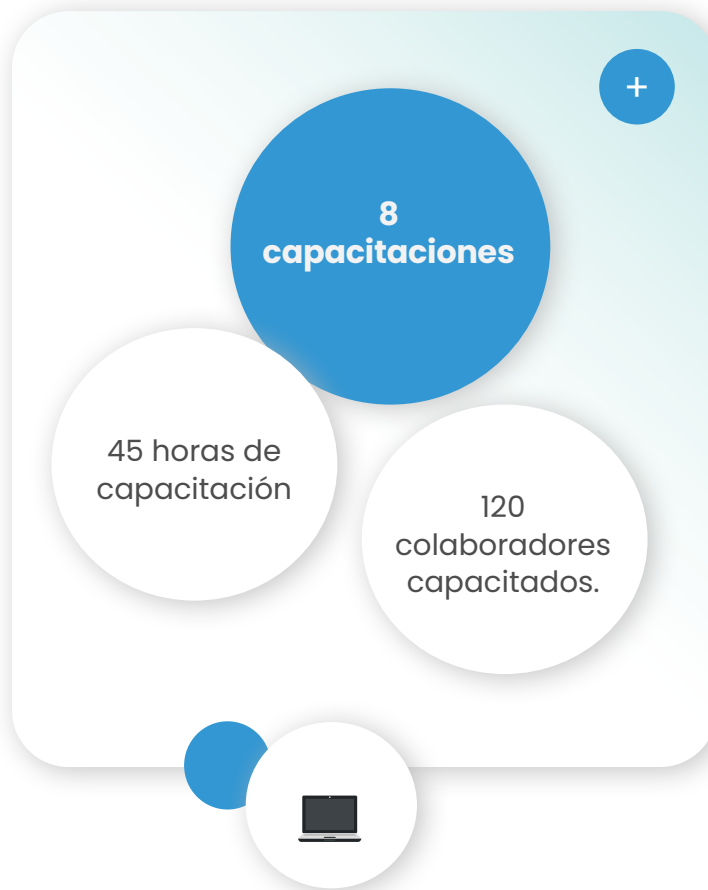 +
8
capacitaciones
45 horas de
capacitación
120
colaboradores
capacitados.